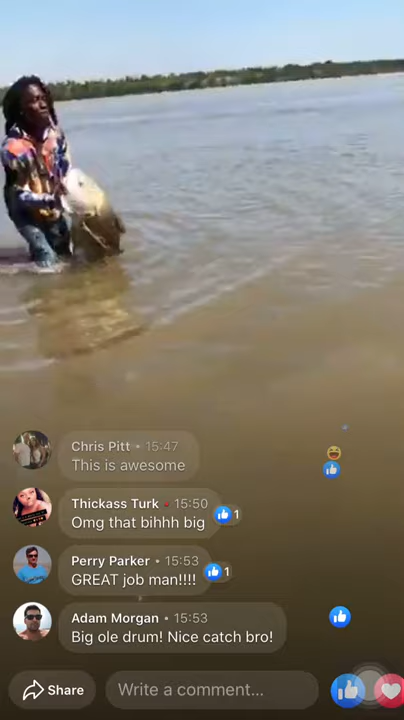 Chris Pitt • 15:47
This is awesome
Thickass Turk • 15:50
Omg that bihhh big
1
Perry Parker • 15:53
GREAT job man!!!!
1
Adam Morgan • 15:53
Big ole drum! Nice catch bro!
Share
Write a comment...